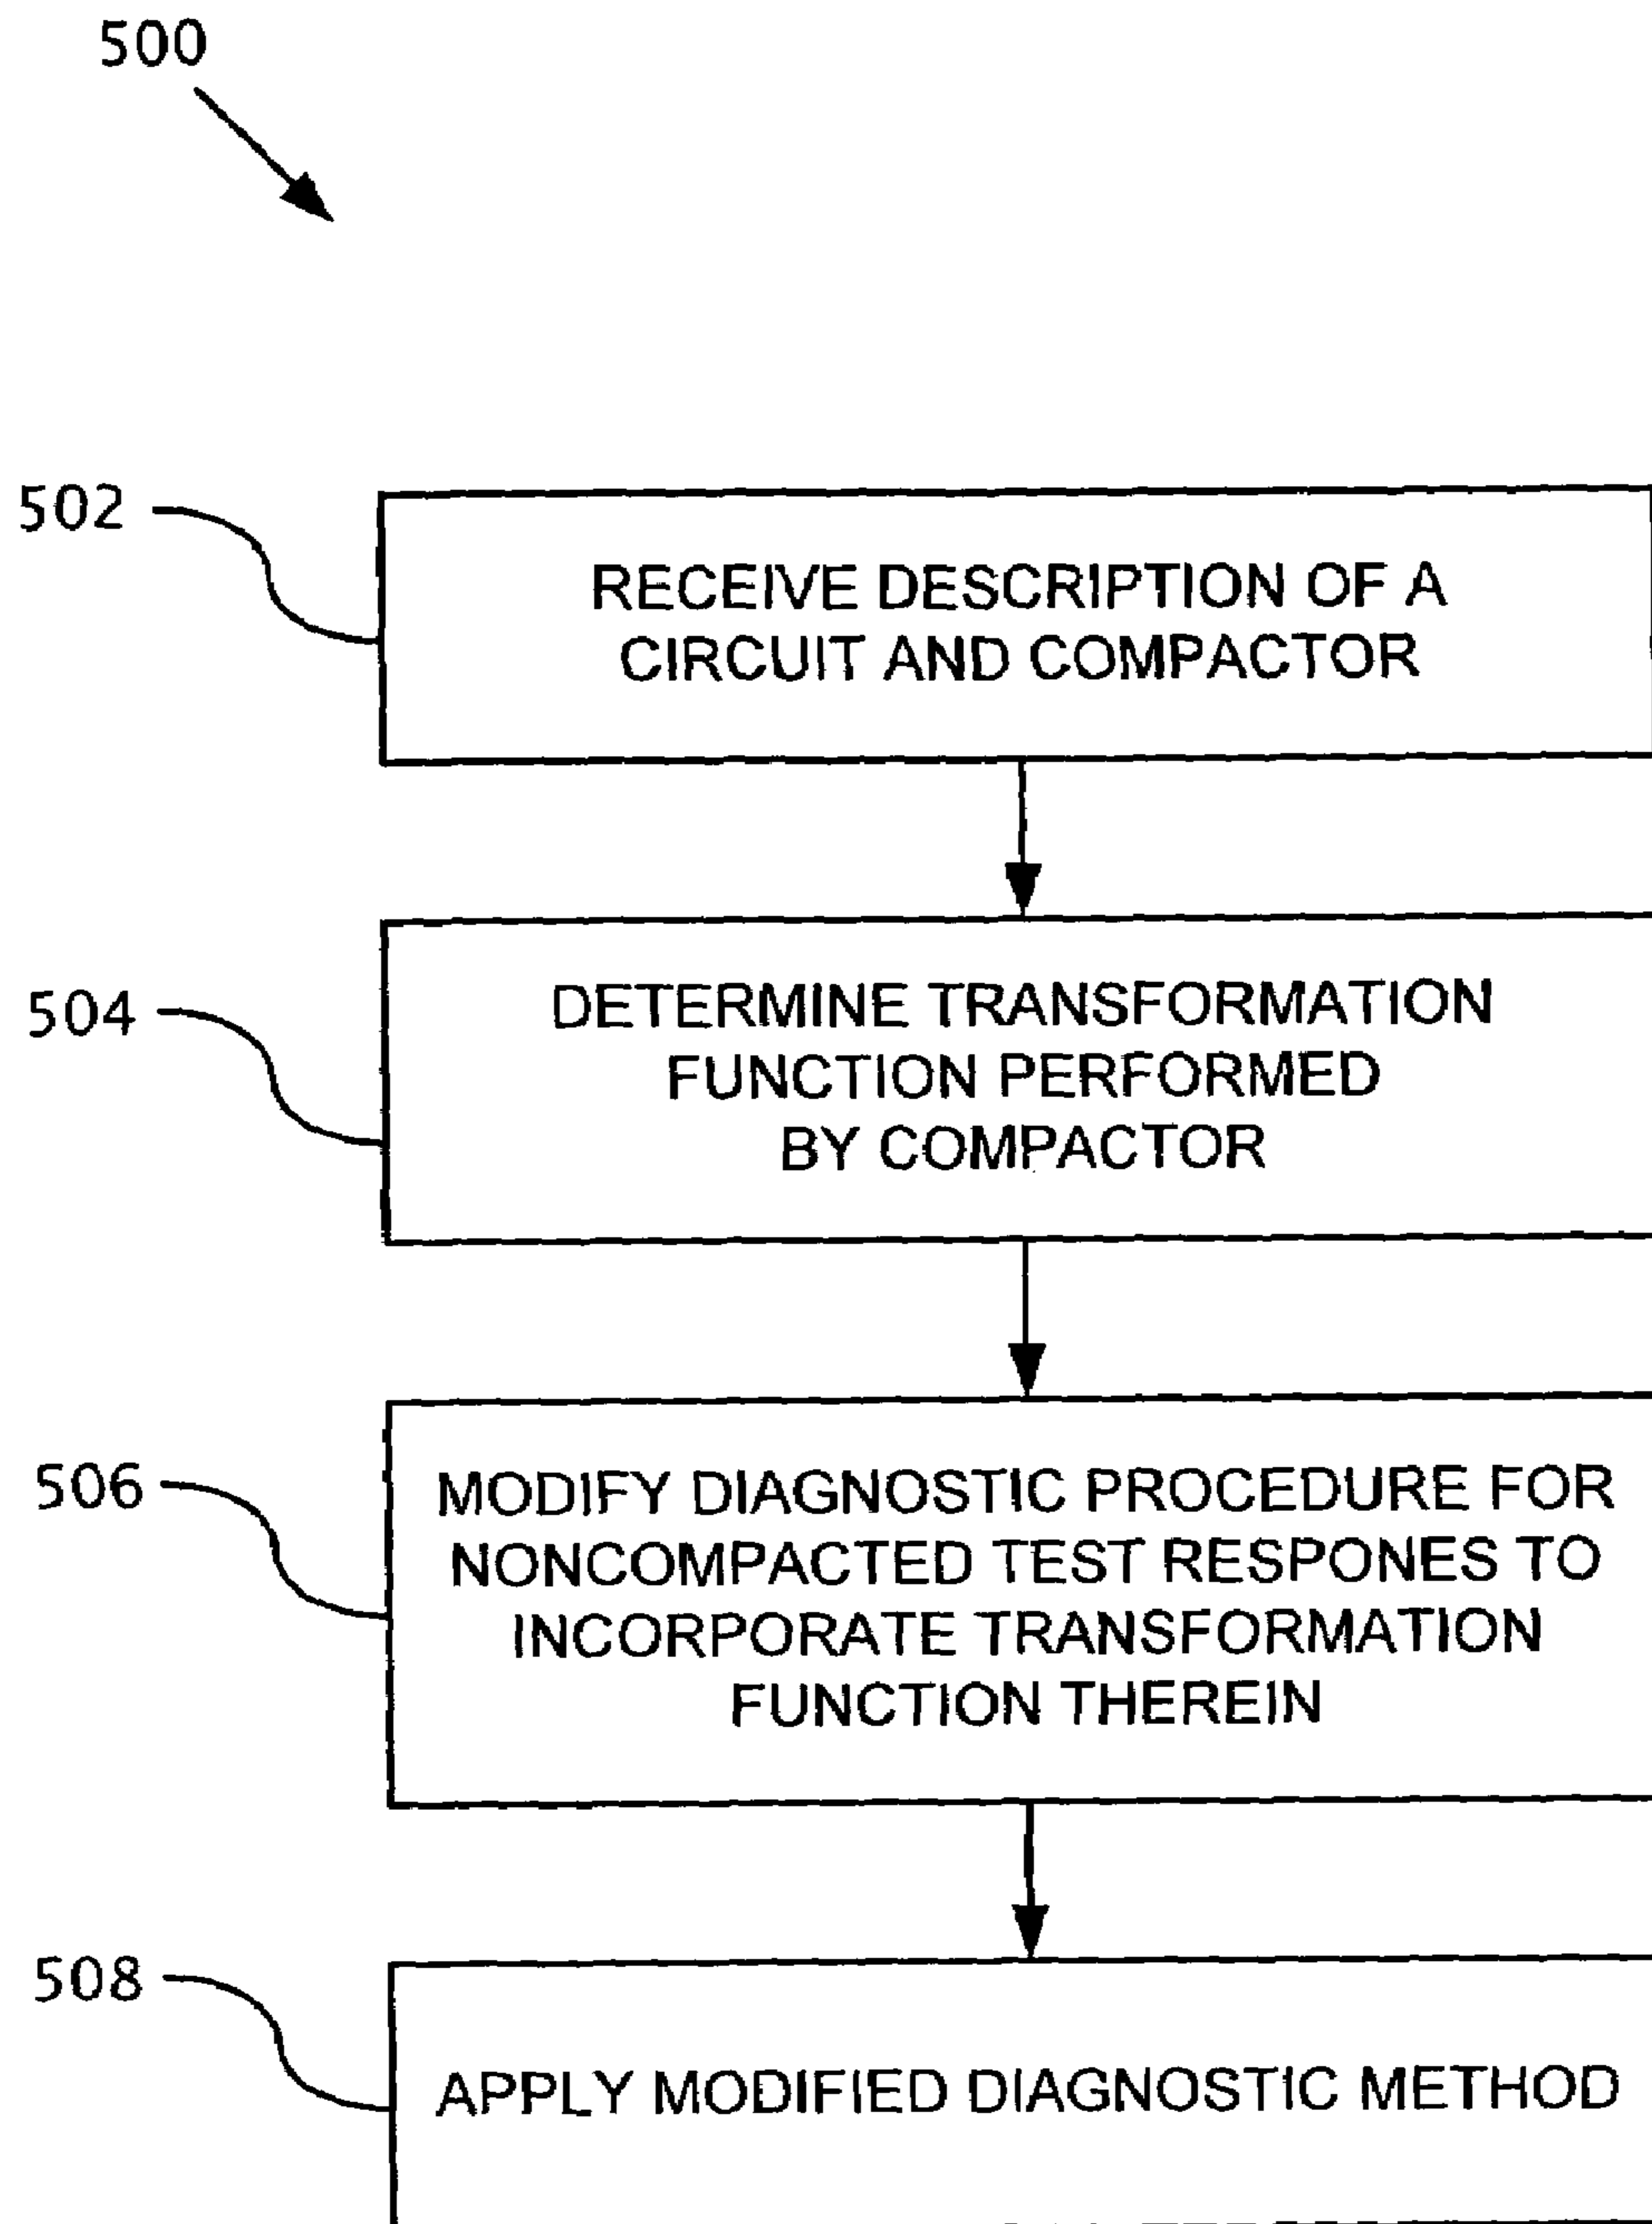 500
502
RECEIVE DESCRIPTION OF A
CIRCUIT AND COMPACTOR
504
DETERMINE TRANSFORMATION
FUNCTION PERFORMED
BY COMPACTOR
506
MODIFY DIAGNOSTIC PROCEDURE FOR
NONCOMPACTED TEST RESPONES TO
INCORPORATE TRANSFORMATION
FUNCTION THEREIN
508
APPLY MODIFIED DIAGNOSTIC METHOD